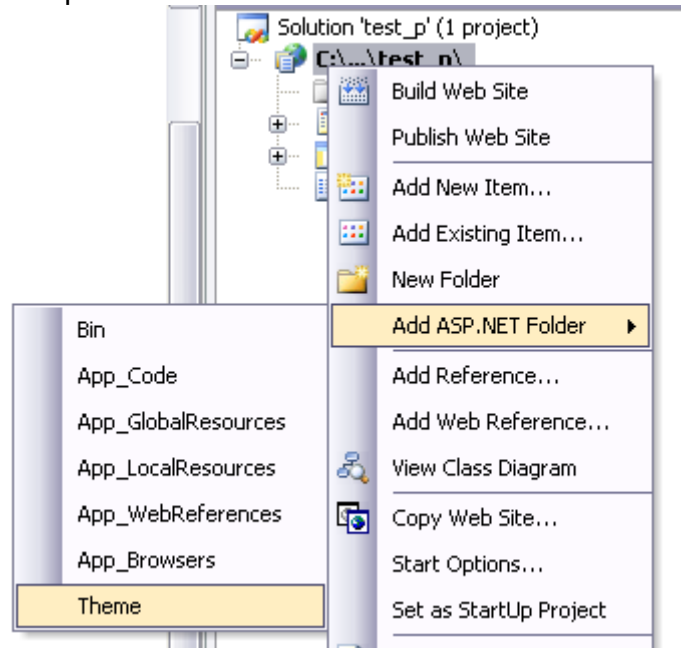 Solution 'test_p' (1 project)
C:\...\test_p\
Build Web Site
Publish Web Site
Add New Item...
Add Existing Item...
New Folder
Add ASP.NET Folder
Add Reference...
Add Web Reference...
View Class Diagram
Copy Web Site...
Start Options...
Set as StartUp Project
Bin
App_Code
App_GlobalResources
App_LocalResources
App_WebReferences
App_Browsers
Theme